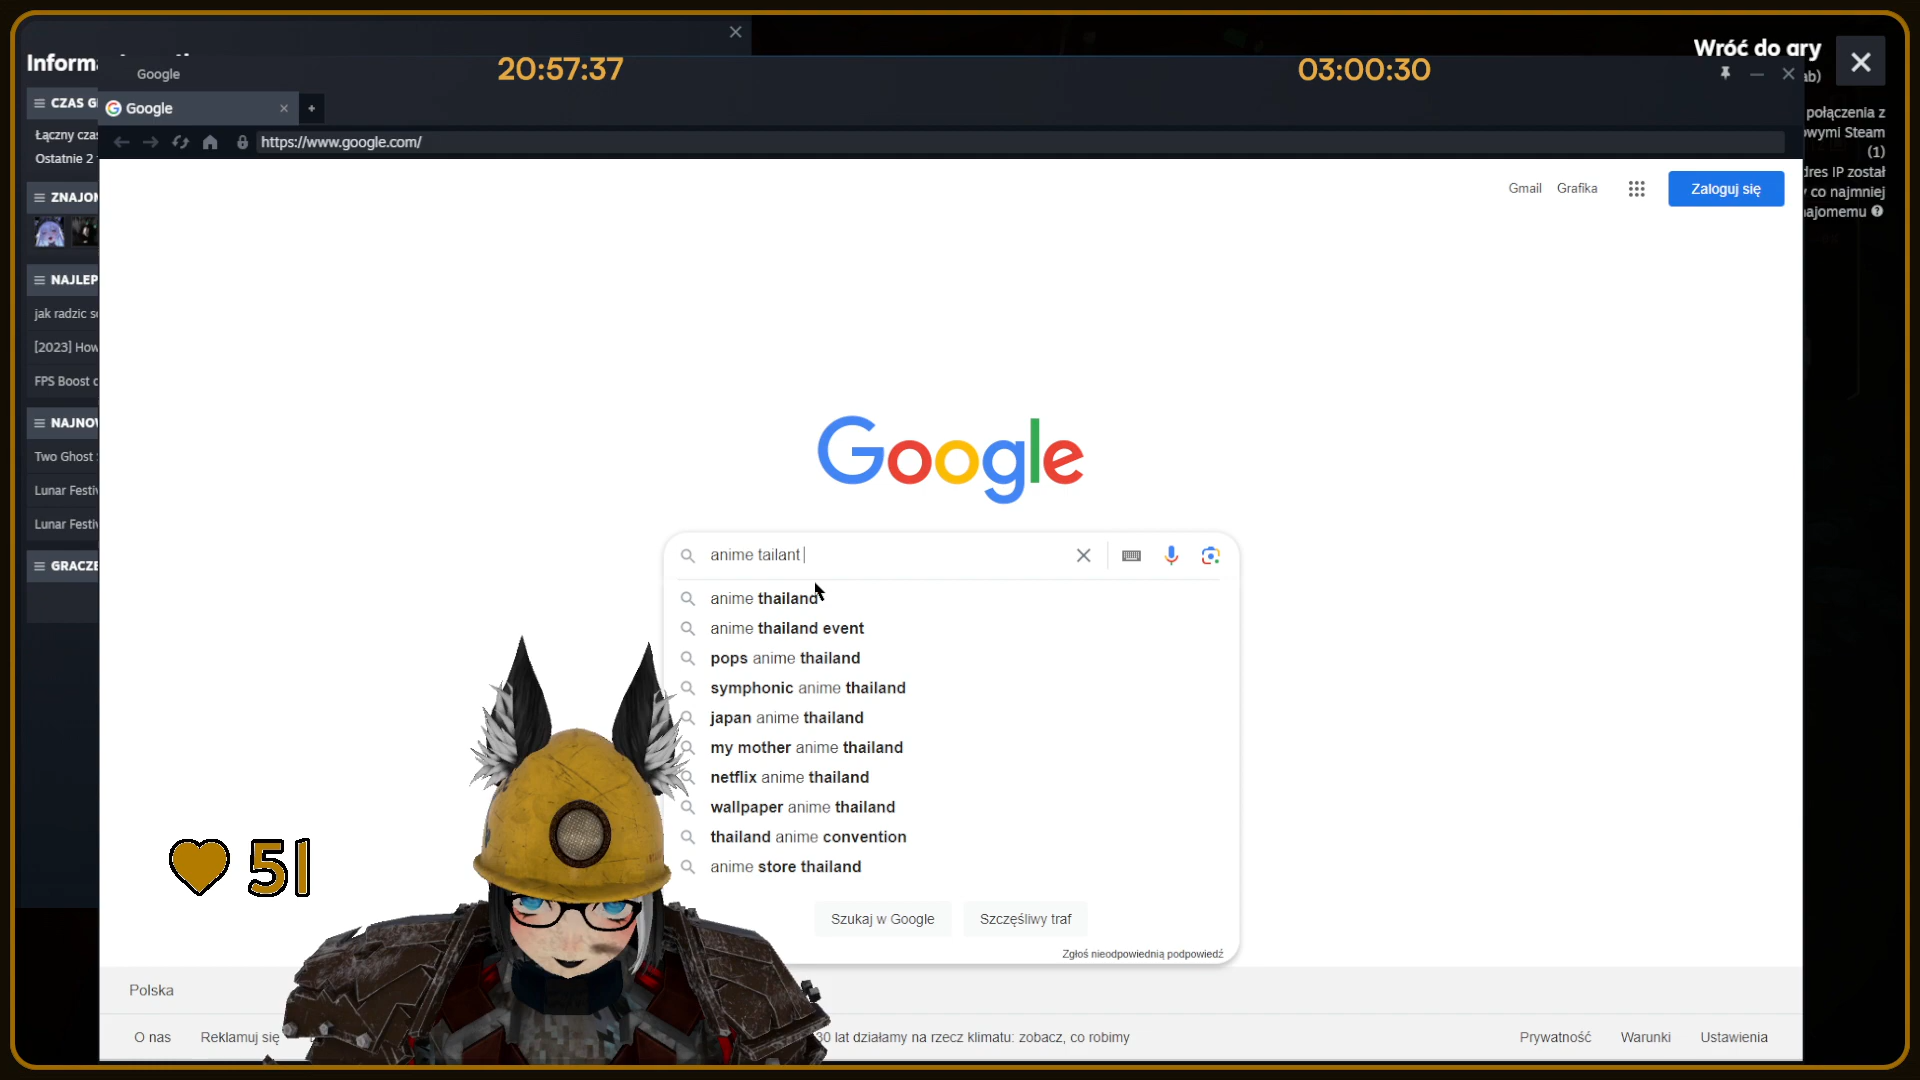 Wróć do gry
20:57:37
03:00:30
Google
CZAS G
Google
https://www.google.com/
Łączny czas
połączenia z
Steam
Ostatnie 2
(1)
dres IP został
co najmniej
Gmail
Grafika
Zaloguj się
ZNAJOM
NAJLEP
jak radzic s
[2023] How
FPS Boost
NAJNOW
Google
Two Ghost
Lunar Festiv
Lunar Festiv
anime tailant
GRACZE
anime thailand
anime thailand event
pops anime thailand
symphonic anime thailand
japan anime thailand
my mother anime thailand
netflix anime thailand
wallpaper anime thailand
thailand anime convention
anime store thailand
51
Szukaj w Google
Szczęśliwy traf
Zgłoś nieodpowiednią podpowiedź
Polska
O nas
Reklamuj się
30 lat działamy na rzecz klimatu: zobacz, co robimy
Prywatność
Warunki
Ustawienia